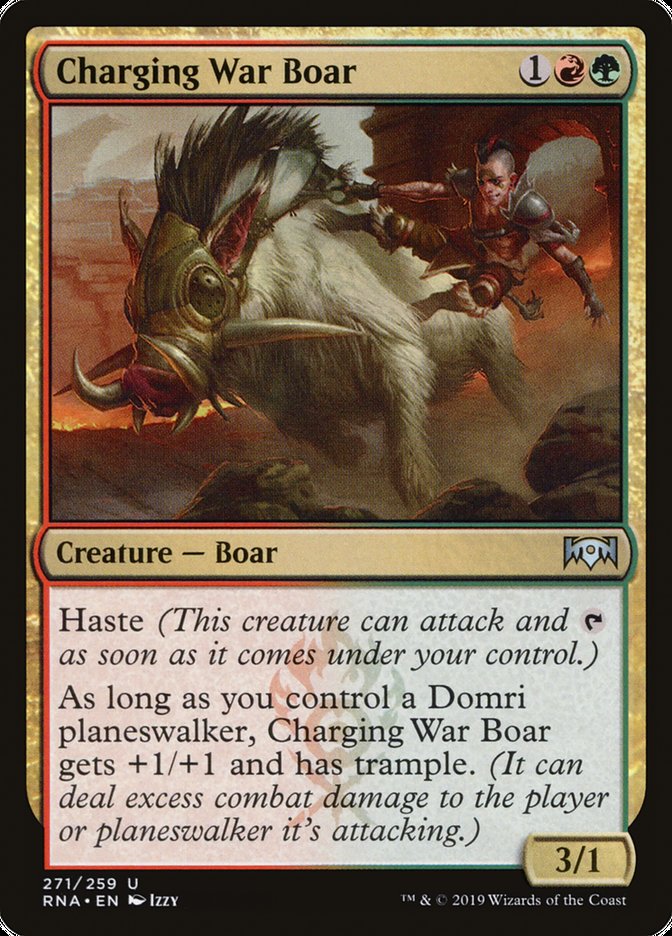 Charging War Boar 1
Creature — Boar
Haste (This creature can attack and
as soon as it comes under your control.)
As long as you control a Domri
planeswalker, Charging War Boar
gets +1/+1 and has trample. (It can
deal excess combat damage to the player
or planeswalker it's attacking.)
3/1
271/259 U
RNA • EN Izzy
™ & © 2019 Wizards of the Coast